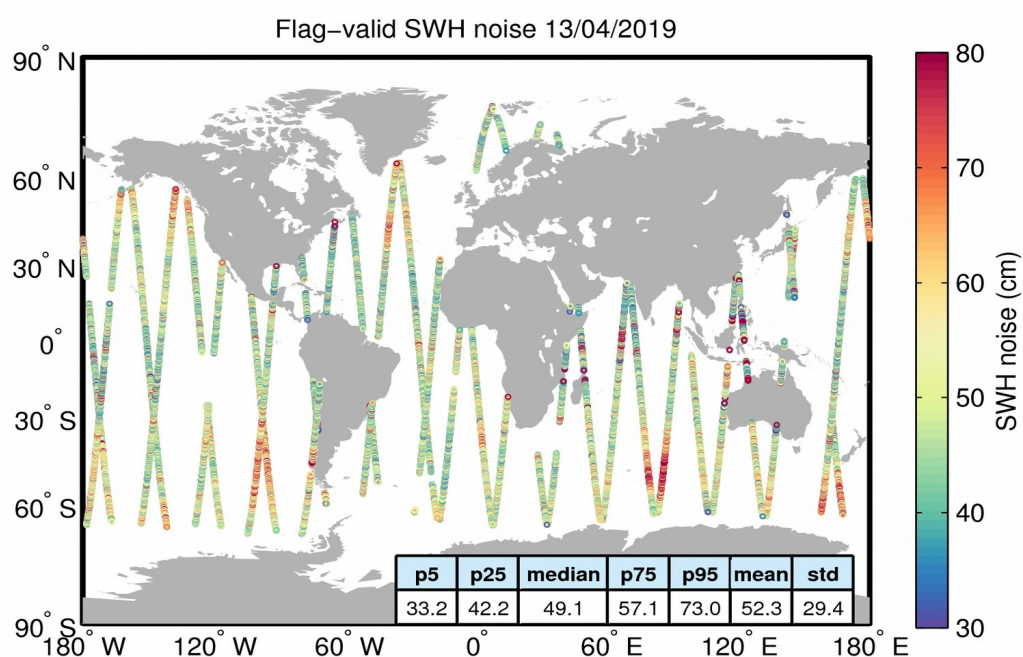 Flag−valid SWH noise 13/04/2019
90° N
60° N
30° N
0°
30° S
60° S
90° S
180° W
120° W
60° W
0°
60° E
120° E
180° E
80
70
60
50
40
30
SWH noise (cm)
p5 p25 median p75 p95 mean std
33.2 42.2 49.1 57.1 73.0 52.3 29.4